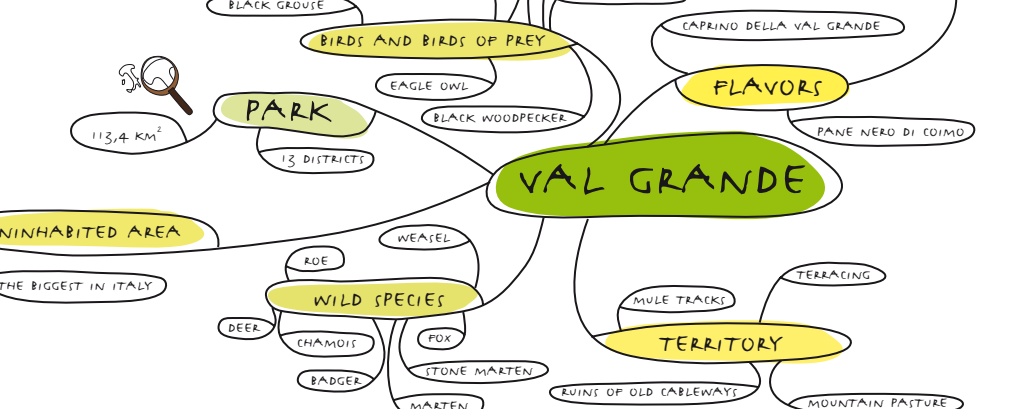 BLACK GROUSE
BIRDS AND BIRDS OF PREY
CAPRINO DELLA VAL GRANDE
EAGLE OWL
FLAVORS
BLACK WOODPECKER
PARK
113,4 KM²
PANE NERO DI COIMO
13 DISTRICTS
VAL GRANDE
NINHABITED AREA
WEASEL
ROE
THE BIGGEST IN ITALY
TERRACING
WILD SPECIES
MULE TRACKS
DEER
CHAMOIS
FOX
TERRITORY
STONE MARTEN
BADGER
RUINS OF OLD CABLEWAYS
MARTEN
MOUNTAIN PASTURE